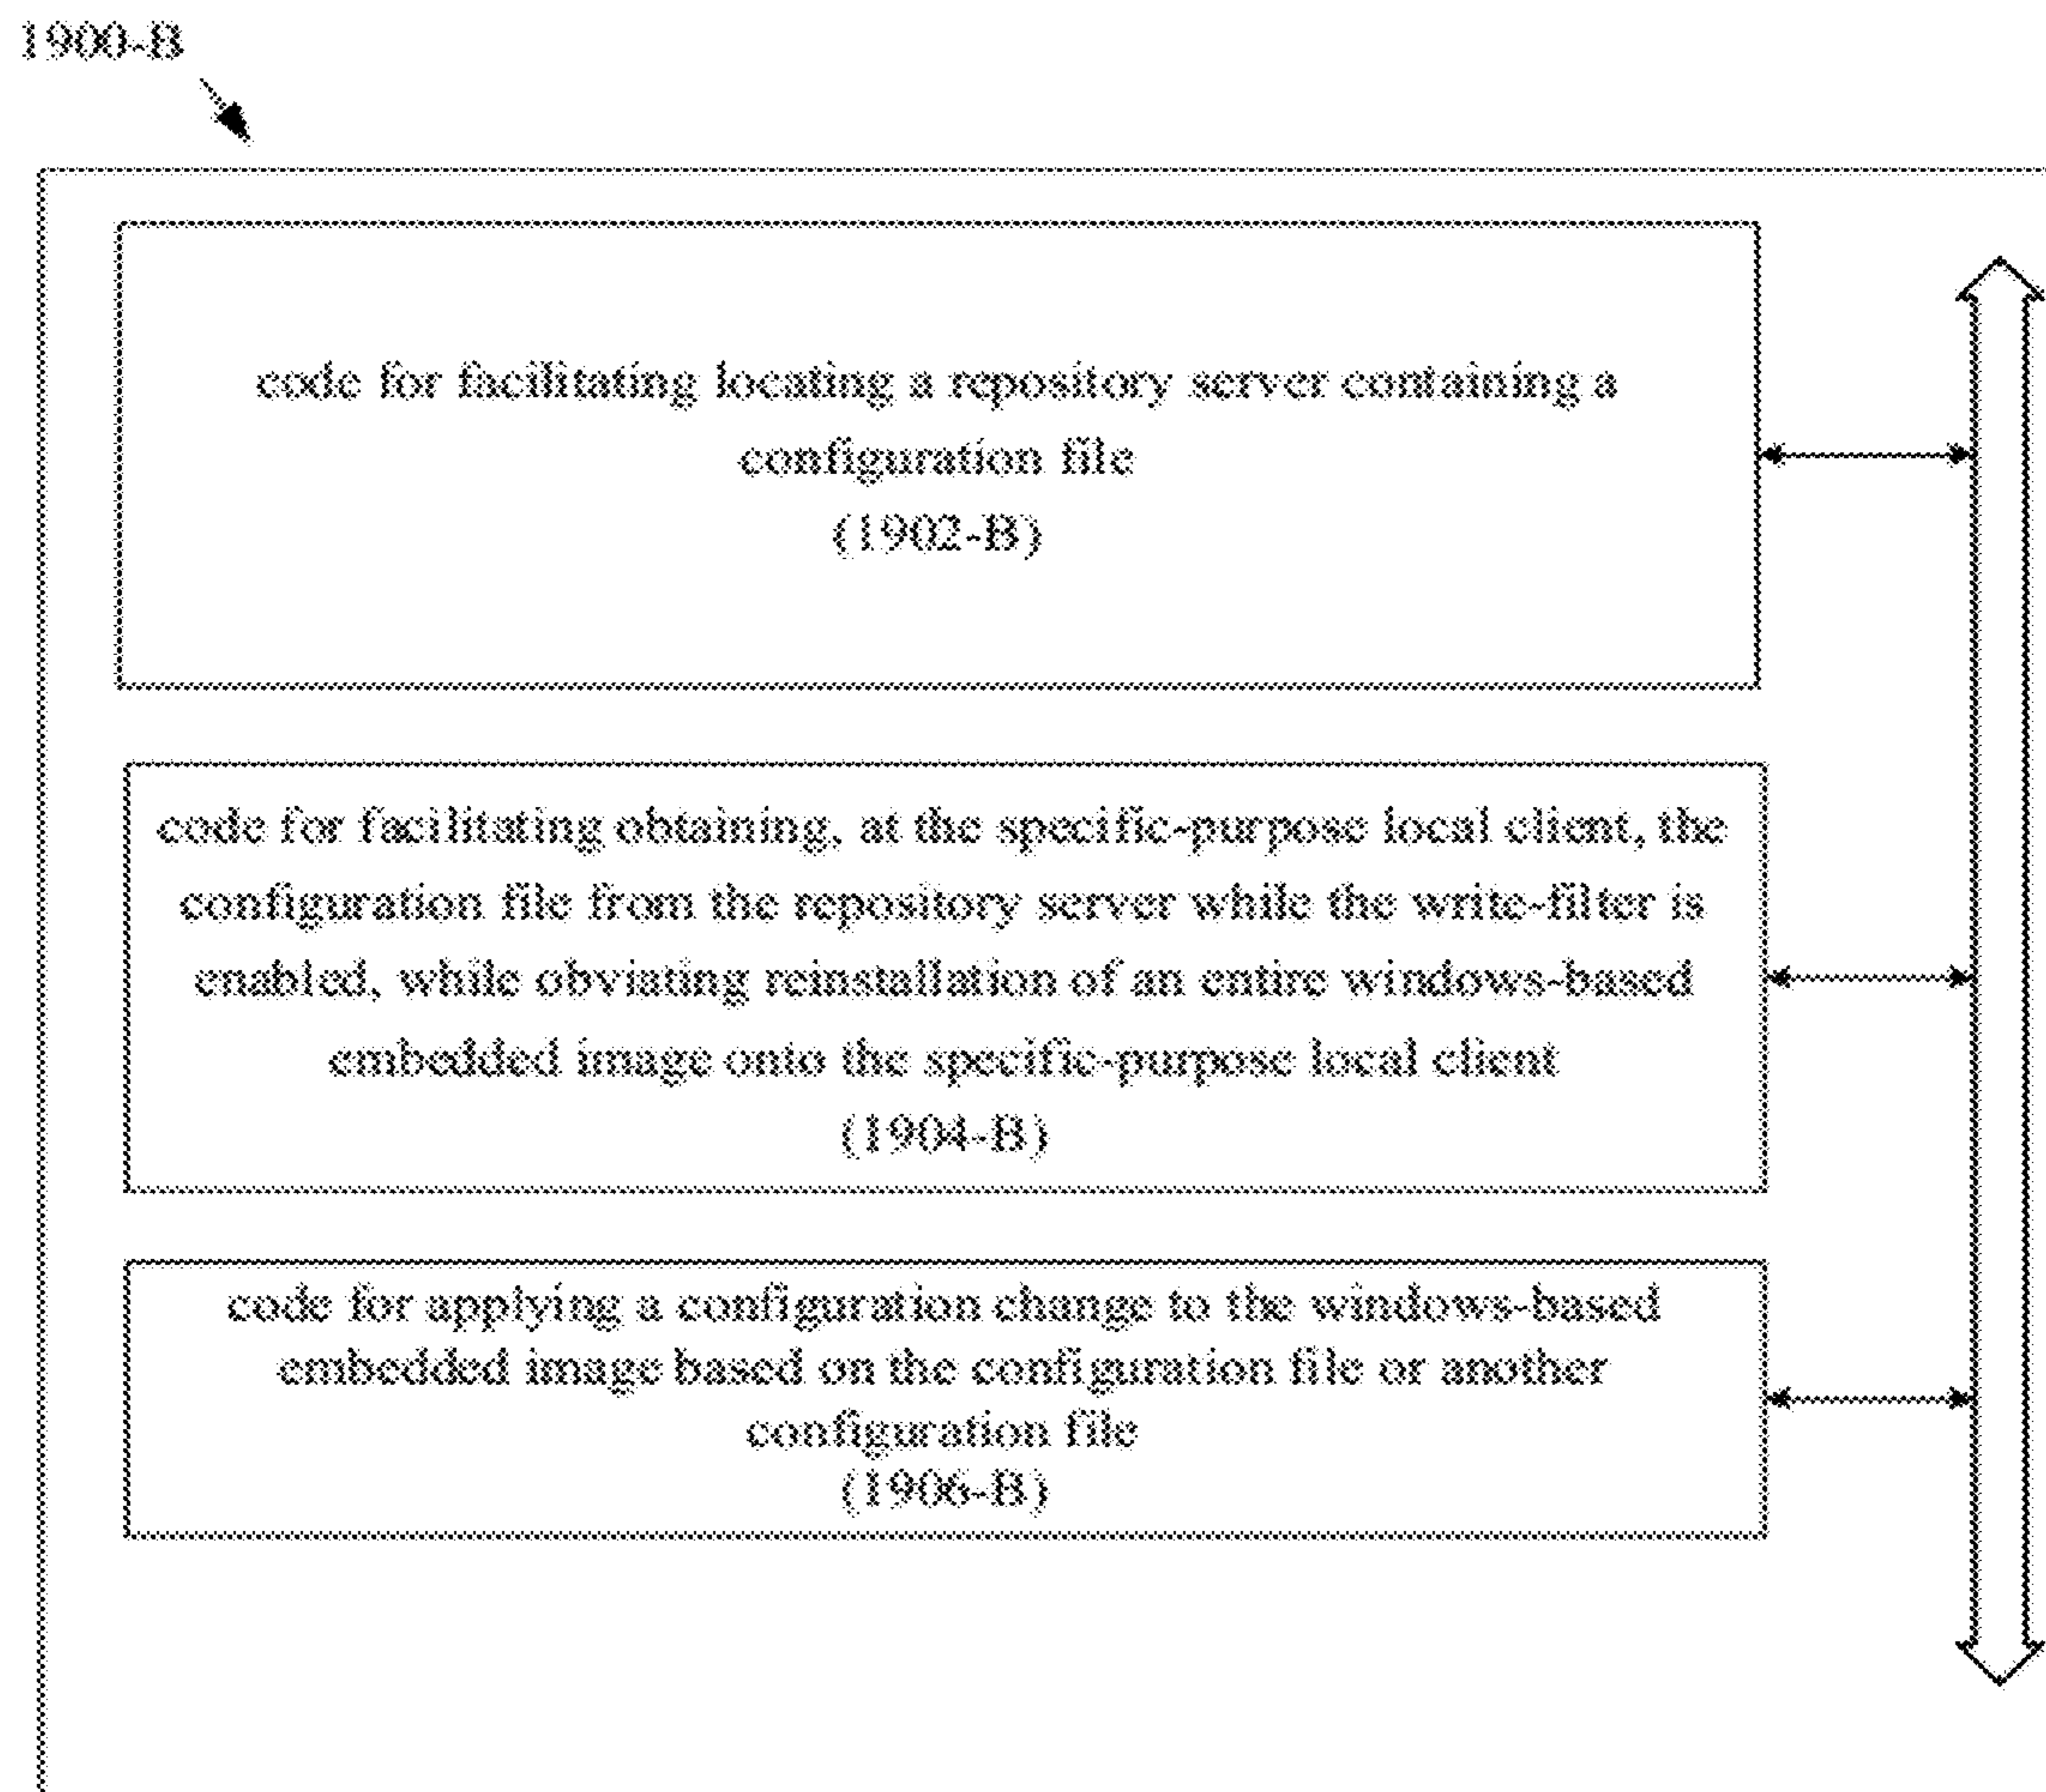 1900-B
code for facilitating locating a repository server containing a
configuration file
(1902-B)
code for facilitating obtaining, at the specific-purpose local client, the
configuration file from the repository server while the write-filter is
enabled, while obviating reinstallation of an entire windows-based
embedded image onto the specific-purpose local client
(1904-B)
code for applying a configuration change to the windows-based
embedded image based on the configuration file or another
configuration file
(1906-B)